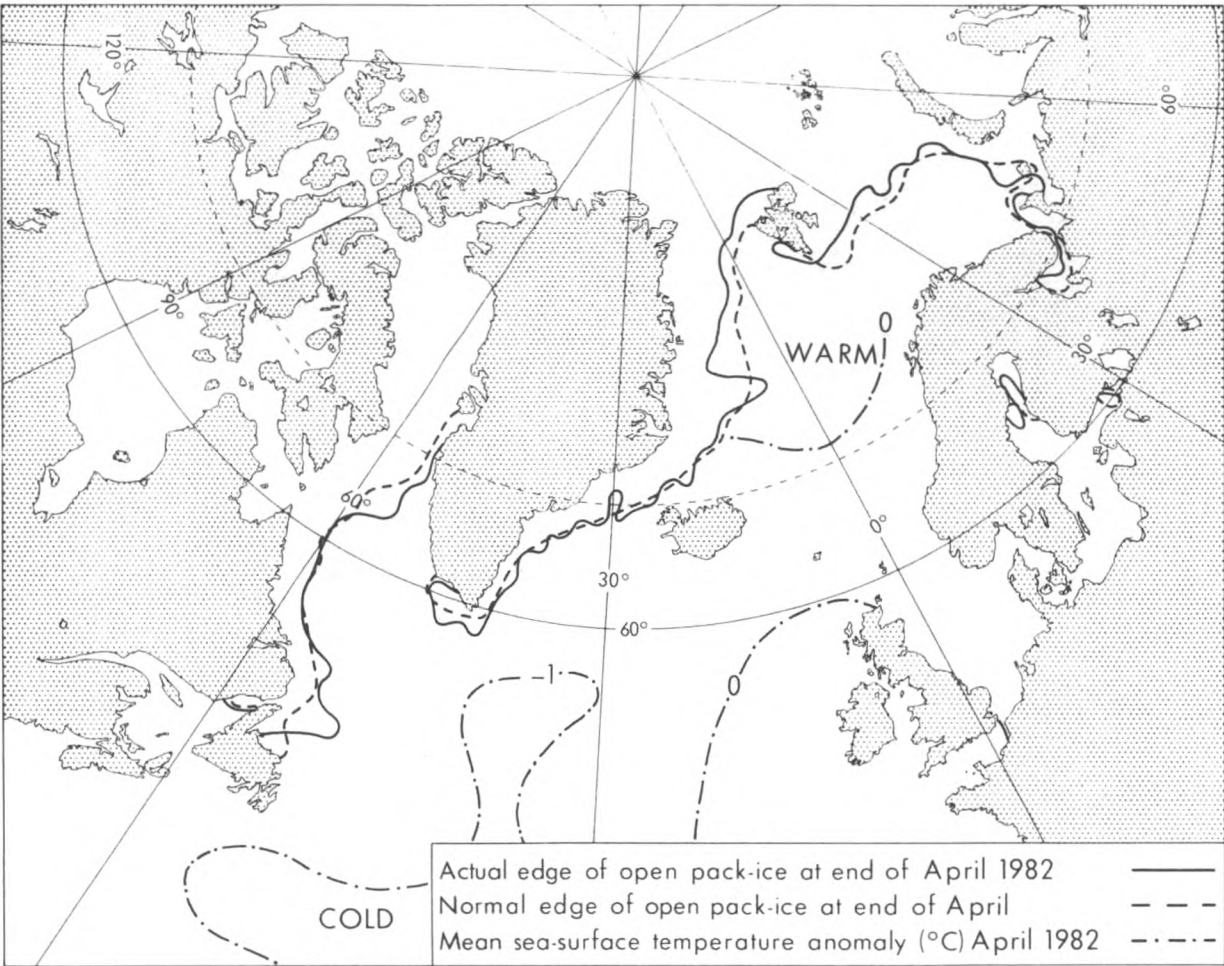 120°
60°
90°
0
WARM
30°
60°
0°
30°
60°
-1
0
COLD
Actual edge of open pack-ice at end of April 1982
Normal edge of open pack-ice at end of April
Mean sea-surface temperature anomaly (°C) April 1982